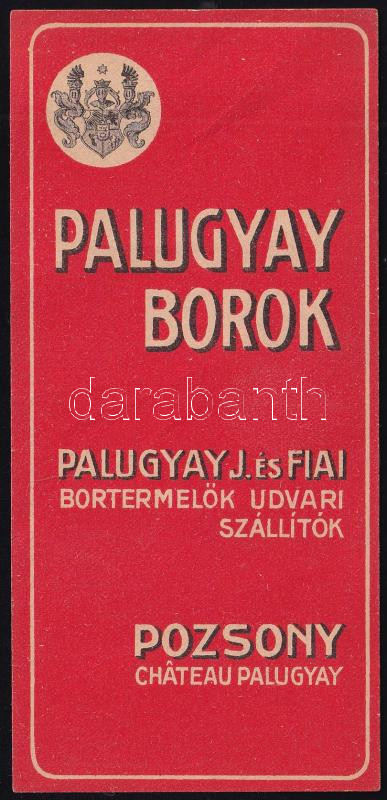 PALUGYAY
BOROK
darabanth
PALUGYAY J. ÉS FIAI
BORTERMELŐK UDVARI
SZÁLLÍTÓK
POZSONY
CHÂTEAU PALUGYAY